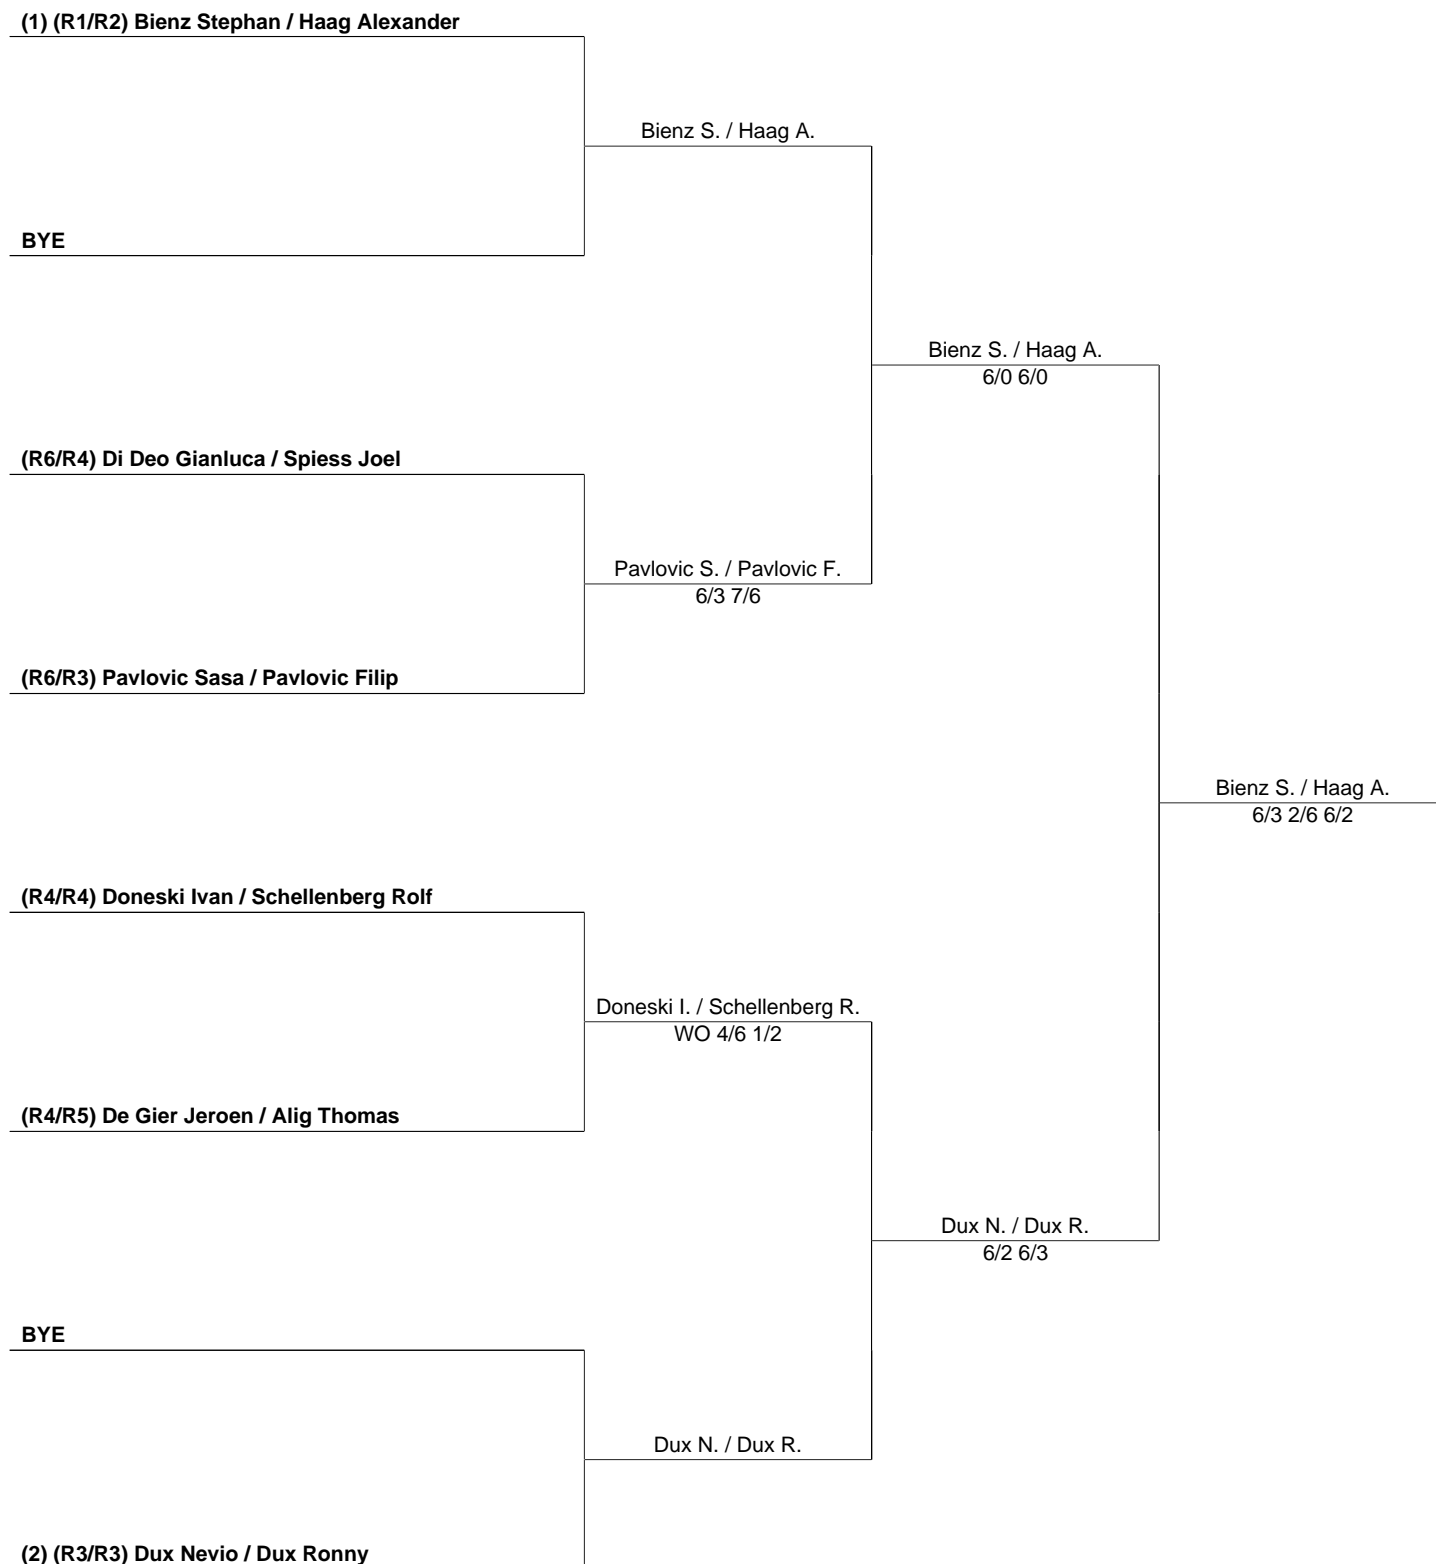 (1) (R1/R2) Bienz Stephan / Haag Alexander
Bienz S. / Haag A.
BYE
Bienz S. / Haag A.
6/0 6/0
(R6/R4) Di Deo Gianluca / Spiess Joel
Pavlovic S. / Pavlovic F.
6/3 7/6
(R6/R3) Pavlovic Sasa / Pavlovic Filip
Bienz S. / Haag A.
6/3 2/6 6/2
(R4/R4) Doneski Ivan / Schellenberg Rolf
Doneski I. / Schellenberg R.
WO 4/6 1/2
(R4/R5) De Gier Jeroen / Alig Thomas
Dux N. / Dux R.
6/2 6/3
BYE
Dux N. / Dux R.
(2) (R3/R3) Dux Nevio / Dux Ronny